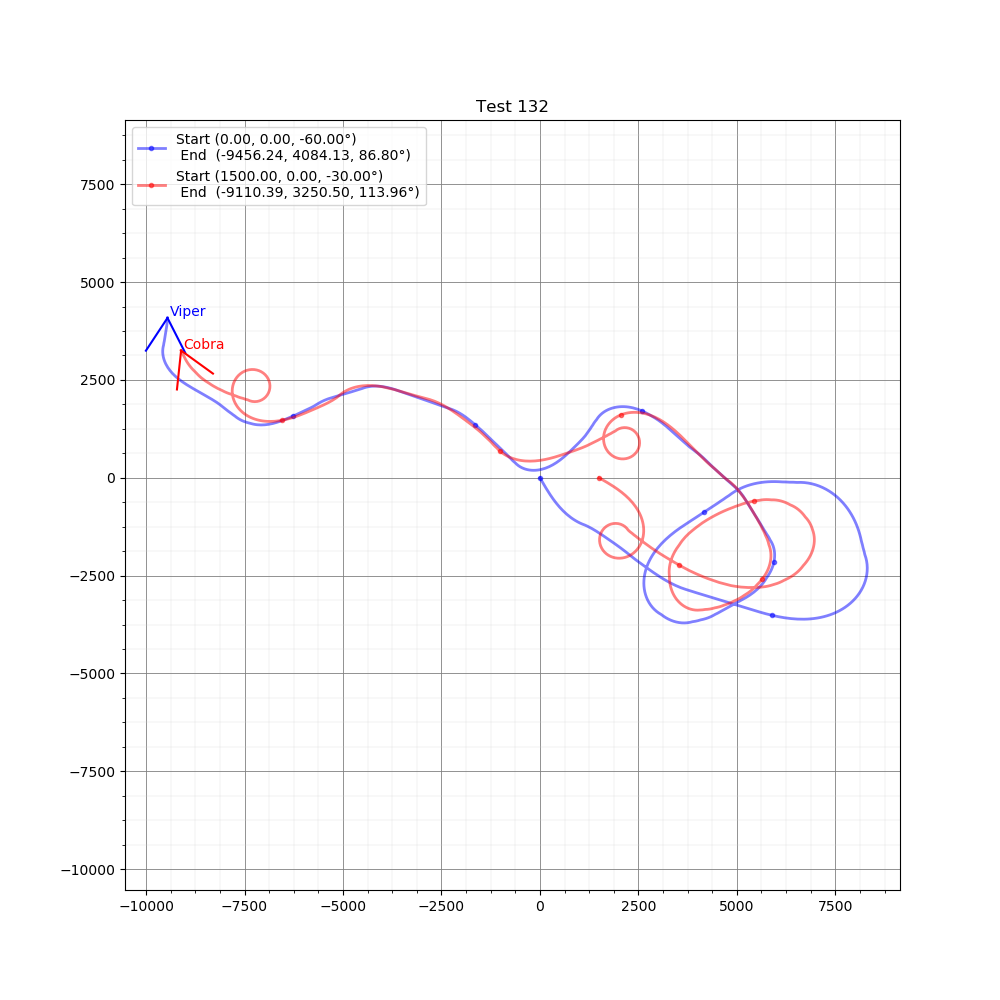 Test 132
Start (0.00, 0.00, -60.00°)
End  (-9456.24, 4084.13, 86.80°)
Start (1500.00, 0.00, -30.00°)
End  (-9110.39, 3250.50, 113.96°)
7500
5000
2500
0
−2500
−5000
−7500
−10000
Viper
Cobra
−10000 −7500 −5000 −2500 0 2500 5000 7500